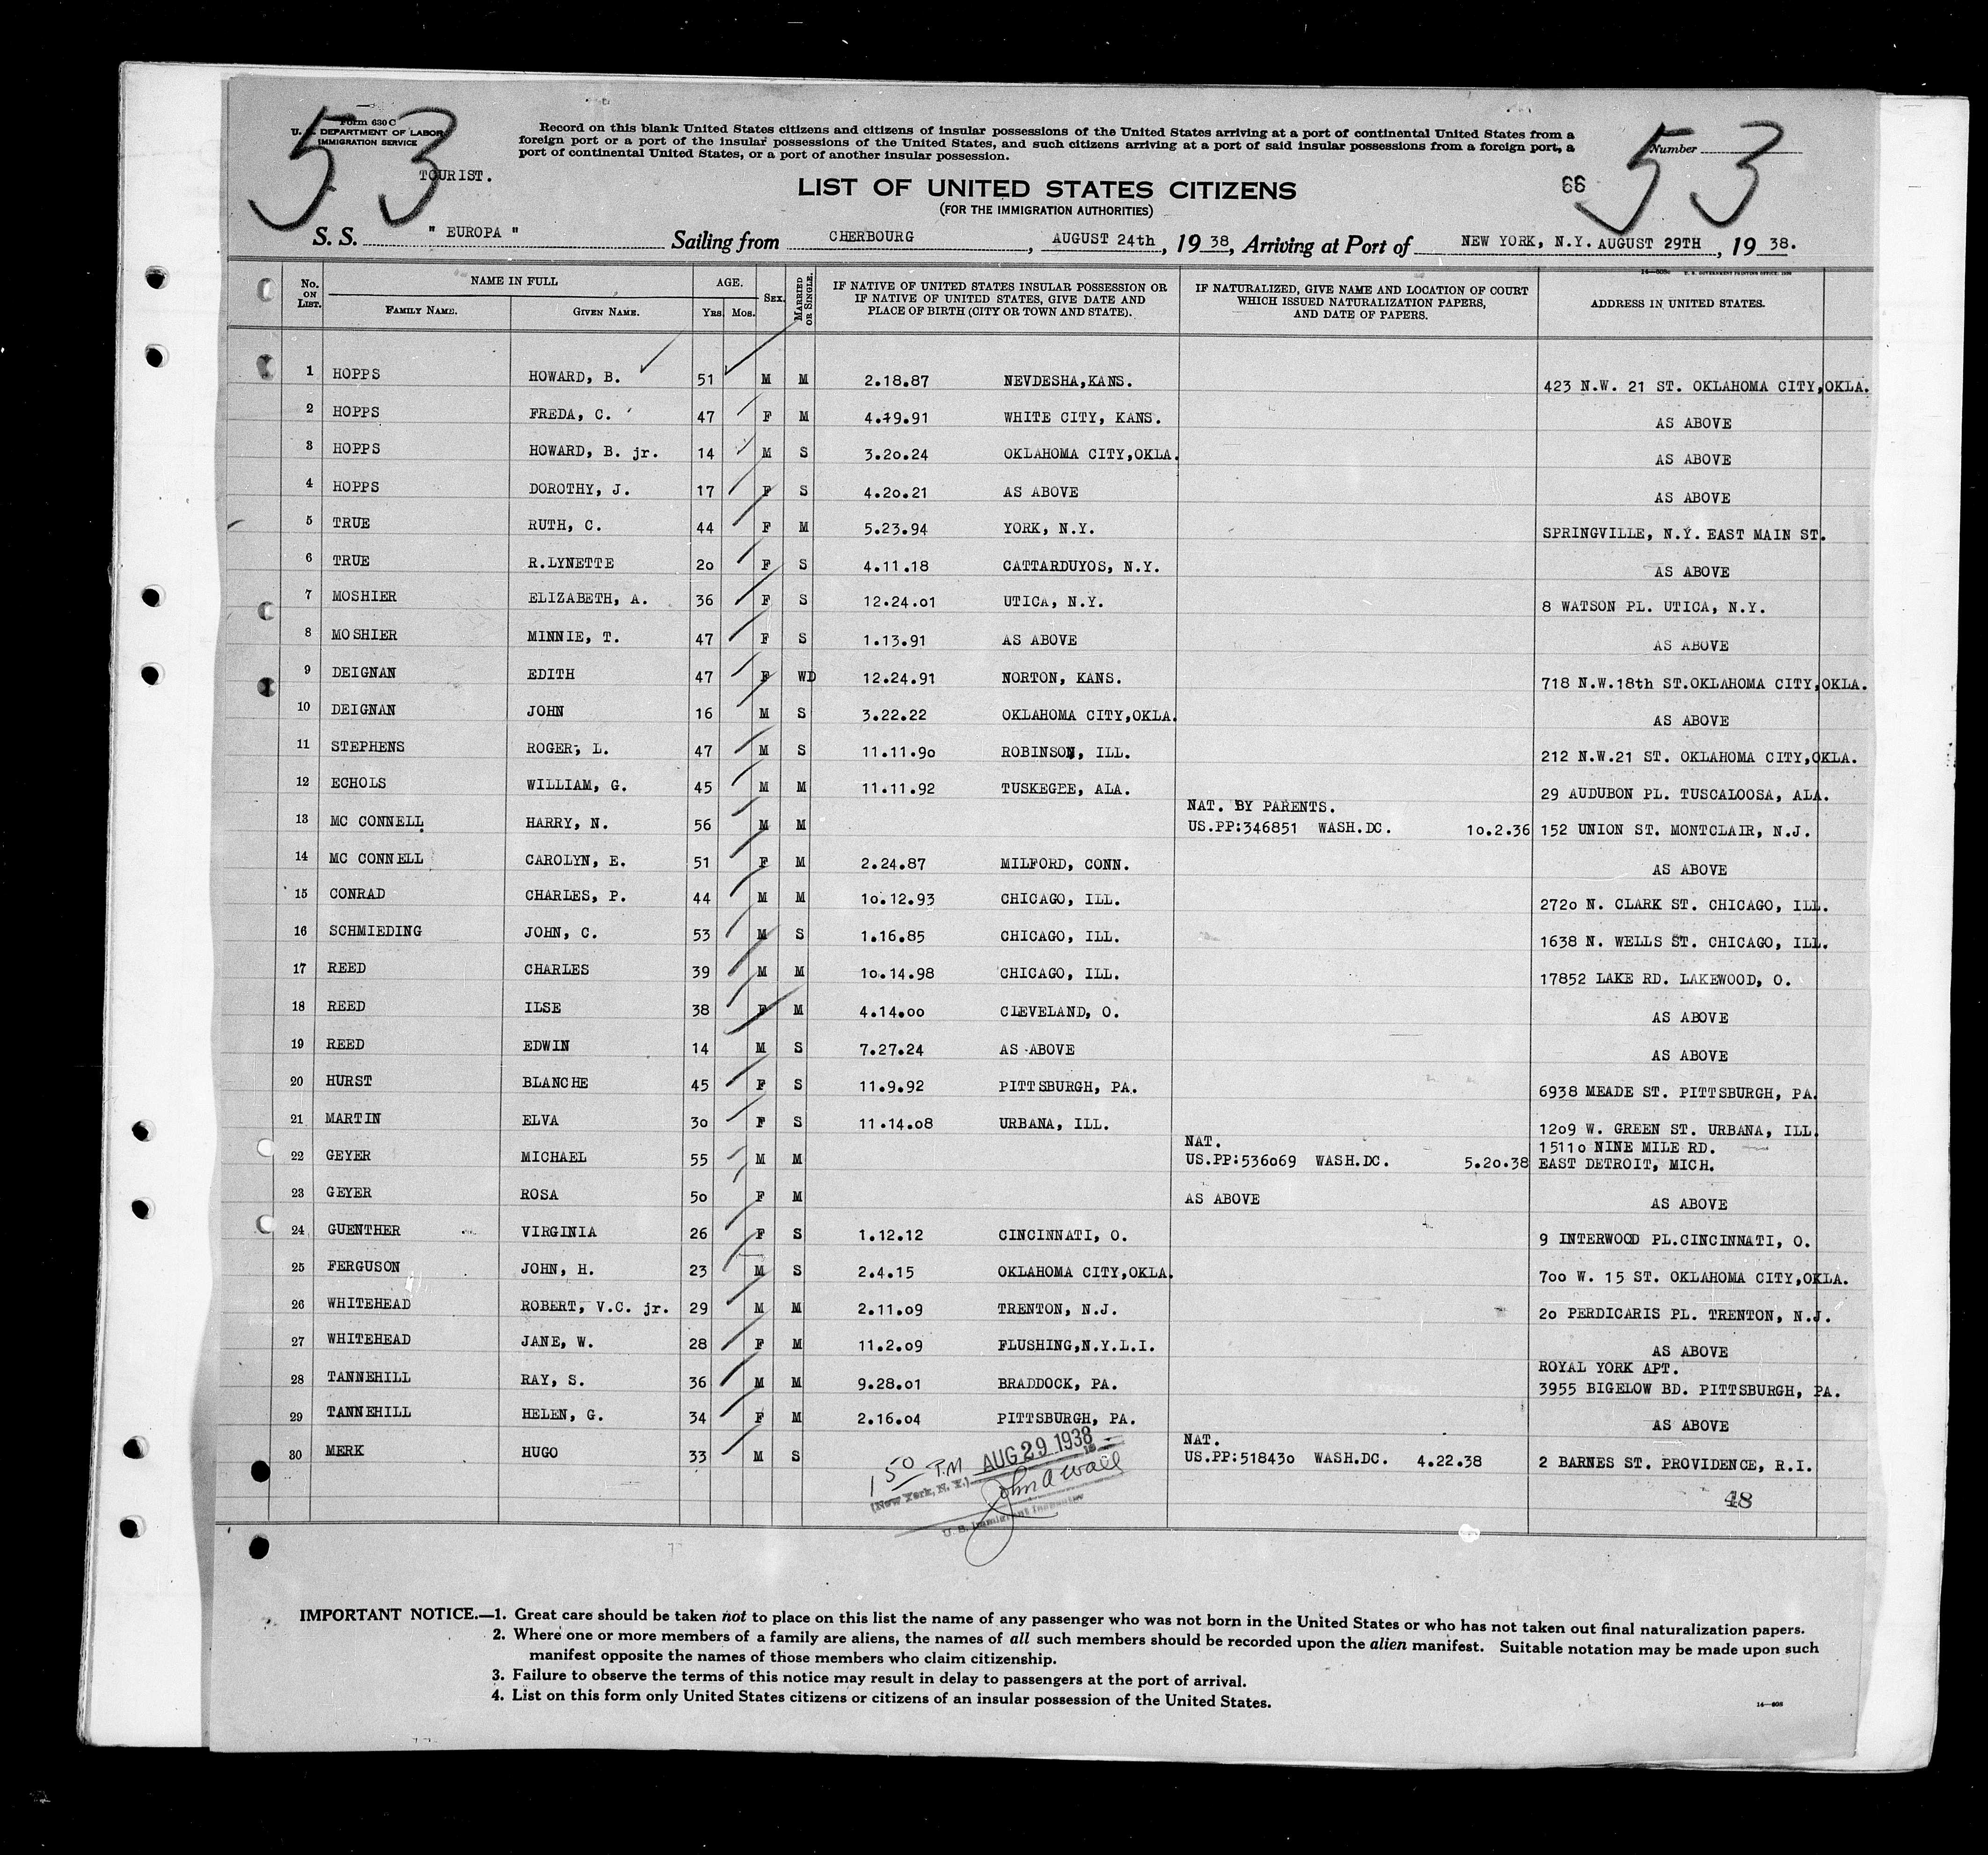 53
53
Form 630 C
U. S. DEPARTMENT OF LABOR
IMMIGRATION SERVICE
TOURIST.
Record on this blank United States citizens and citizens of insular possessions of the United States arriving at a port of continental United States from a
foreign port or a port of the insular possessions of the United States, and such citizens arriving at a port of said insular possessions from a foreign port, a
port of continental United States, or a port of another insular possession.
Number
66
LIST OF UNITED STATES CITIZENS
(FOR THE IMMIGRATION AUTHORITIES)
S. S. " EUROPA " Sailing from CHERBOURG, AUGUST 24th, 19 38, Arriving at Port of NEW YORK, N.Y. AUGUST 29TH, 19 38.
No. ON LIST. NAME IN FULL FAMILY NAME. GIVEN NAME. AGE. Yrs. Mos. SEX. MARRIED OR SINGLE. IF NATIVE OF UNITED STATES INSULAR POSSESSION OR IF NATIVE OF UNITED STATES, GIVE DATE AND PLACE OF BIRTH (CITY OR TOWN AND STATE). IF NATURALIZED, GIVE NAME AND LOCATION OF COURT WHICH ISSUED NATURALIZATION PAPERS, AND DATE OF PAPERS. ADDRESS IN UNITED STATES.
1 HOPPS HOWARD, B. 51 M M 2.18.87 NEVDESHA,KANS. 423 N.W. 21 ST. OKLAHOMA CITY,OKLA.
2 HOPPS FREDA, C. 47 F M 4.19.91 WHITE CITY, KANS. AS ABOVE
3 HOPPS HOWARD, B. jr. 14 M S 3.20.24 OKLAHOMA CITY,OKLA. AS ABOVE
4 HOPPS DOROTHY, J. 17 F S 4.20.21 AS ABOVE AS ABOVE
5 TRUE RUTH, C. 44 F M 5.23.94 YORK, N.Y. SPRINGVILLE, N.Y. EAST MAIN ST.
6 TRUE R.LYNETTE 20 F S 4.11.18 CATTARDUYOS, N.Y. AS ABOVE
7 MOSHIER ELIZABETH, A. 36 F S 12.24.01 UTICA, N.Y. 8 WATSON PL. UTICA, N.Y.
8 MOSHIER MINNIE, T. 47 F S 1.13.91 AS ABOVE AS ABOVE
9 DEIGNAN EDITH 47 F WD 12.24.91 NORTON, KANS. 718 N.W.18th ST.OKLAHOMA CITY,OKLA.
10 DEIGNAN JOHN 16 M S 3.22.22 OKLAHOMA CITY,OKLA. AS ABOVE
11 STEPHENS ROGER, L. 47 M S 11.11.90 ROBINSON, ILL. 212 N.W.21 ST. OKLAHOMA CITY,OKLA.
12 ECHOLS WILLIAM, G. 45 M M 11.11.92 TUSKEGEE, ALA. 29 AUDUBON PL. TUSCALOOSA, ALA.
NAT. BY PARENTS.
13 MC CONNELL HARRY, N. 56 M M US.PP:346851 WASH.DC. 10.2.36 152 UNION ST. MONTCLAIR, N.J.
14 MC CONNELL CAROLYN, E. 51 F M 2.24.87 MILFORD, CONN. AS ABOVE
15 CONRAD CHARLES, P. 44 M M 10.12.93 CHICAGO, ILL. 2720 N. CLARK ST. CHICAGO, ILL.
16 SCHMIEDING JOHN, C. 53 M S 1.16.85 CHICAGO, ILL. 1638 N. WELLS ST. CHICAGO, ILL.
17 REED CHARLES 39 M M 10.14.98 CHICAGO, ILL. 17852 LAKE RD. LAKEWOOD, O.
18 REED ILSE 38 F M 4.14.00 CLEVELAND, O. AS ABOVE
19 REED EDWIN 14 M S 7.27.24 AS ABOVE AS ABOVE
20 HURST BLANCHE 45 F S 11.9.92 PITTSBURGH, PA. 6938 MEADE ST. PITTSBURGH, PA.
21 MARTIN ELVA 30 F S 11.14.08 URBANA, ILL. 1209 W. GREEN ST. URBANA, ILL.
NAT. 15110 NINE MILE RD.
22 GEYER MICHAEL 55 M M US.PP:536069 WASH.DC. 5.20.38 EAST DETROIT, MICH.
23 GEYER ROSA 50 F M AS ABOVE AS ABOVE
24 GUENTHER VIRGINIA 26 F S 1.12.12 CINCINNATI, O. 9 INTERWOOD PL.CINCINNATI, O.
25 FERGUSON JOHN, H. 23 M S 2.4.15 OKLAHOMA CITY,OKLA. 700 W. 15 ST. OKLAHOMA CITY,OKLA.
26 WHITEHEAD ROBERT, V.C. jr. 29 M M 2.11.09 TRENTON, N.J. 20 PERDICARIS PL. TRENTON, N.J.
27 WHITEHEAD JANE, W. 28 F M 11.2.09 FLUSHING,N.Y.L.I. AS ABOVE
ROYAL YORK APT.
28 TANNEHILL RAY, S. 36 M M 9.28.01 BRADDOCK, PA. 3955 BIGELOW BD. PITTSBURGH, PA.
29 TANNEHILL HELEN, G. 34 F M 2.16.04 PITTSBURGH, PA. AS ABOVE
NAT.
30 MERK HUGO 33 M S US.PP:518430 WASH.DC. 4.22.38 2 BARNES ST. PROVIDENCE, R.I.
1 50 P.M AUG 29 1938
(New York, N. Y.) John A Wall
U. S. Immigrant Inspector
48
IMPORTANT NOTICE.—1. Great care should be taken not to place on this list the name of any passenger who was not born in the United States or who has not taken out final naturalization papers.
2. Where one or more members of a family are aliens, the names of all such members should be recorded upon the alien manifest. Suitable notation may be made upon such
manifest opposite the names of those members who claim citizenship.
3. Failure to observe the terms of this notice may result in delay to passengers at the port of arrival.
4. List on this form only United States citizens or citizens of an insular possession of the United States.